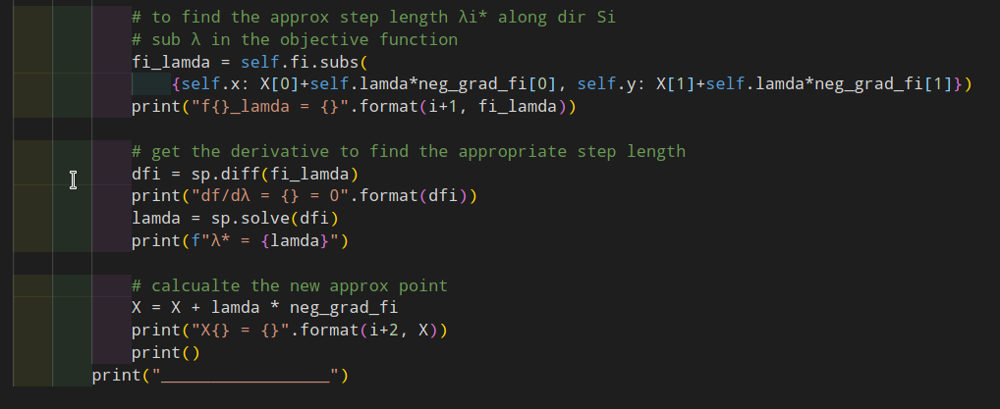 # to find the approx step length λi* along dir Si
# sub λ in the objective function
fi_lamda = self.fi.subs(
{self.x: X[0]+self.lamda*neg_grad_fi[0], self.y: X[1]+self.lamda*neg_grad_fi[1]})
print("f{}_lamda = {}".format(i+1, fi_lamda))
# get the derivative to find the appropriate step length
dfi = sp.diff(fi_lamda)
print("df/dλ = {} = 0".format(dfi))
lamda = sp.solve(dfi)
print(f"λ* = {lamda}")
# calcualte the new approx point
X = X + lamda * neg_grad_fi
print("X{} = {}".format(i+2, X))
print()
print("_________________")